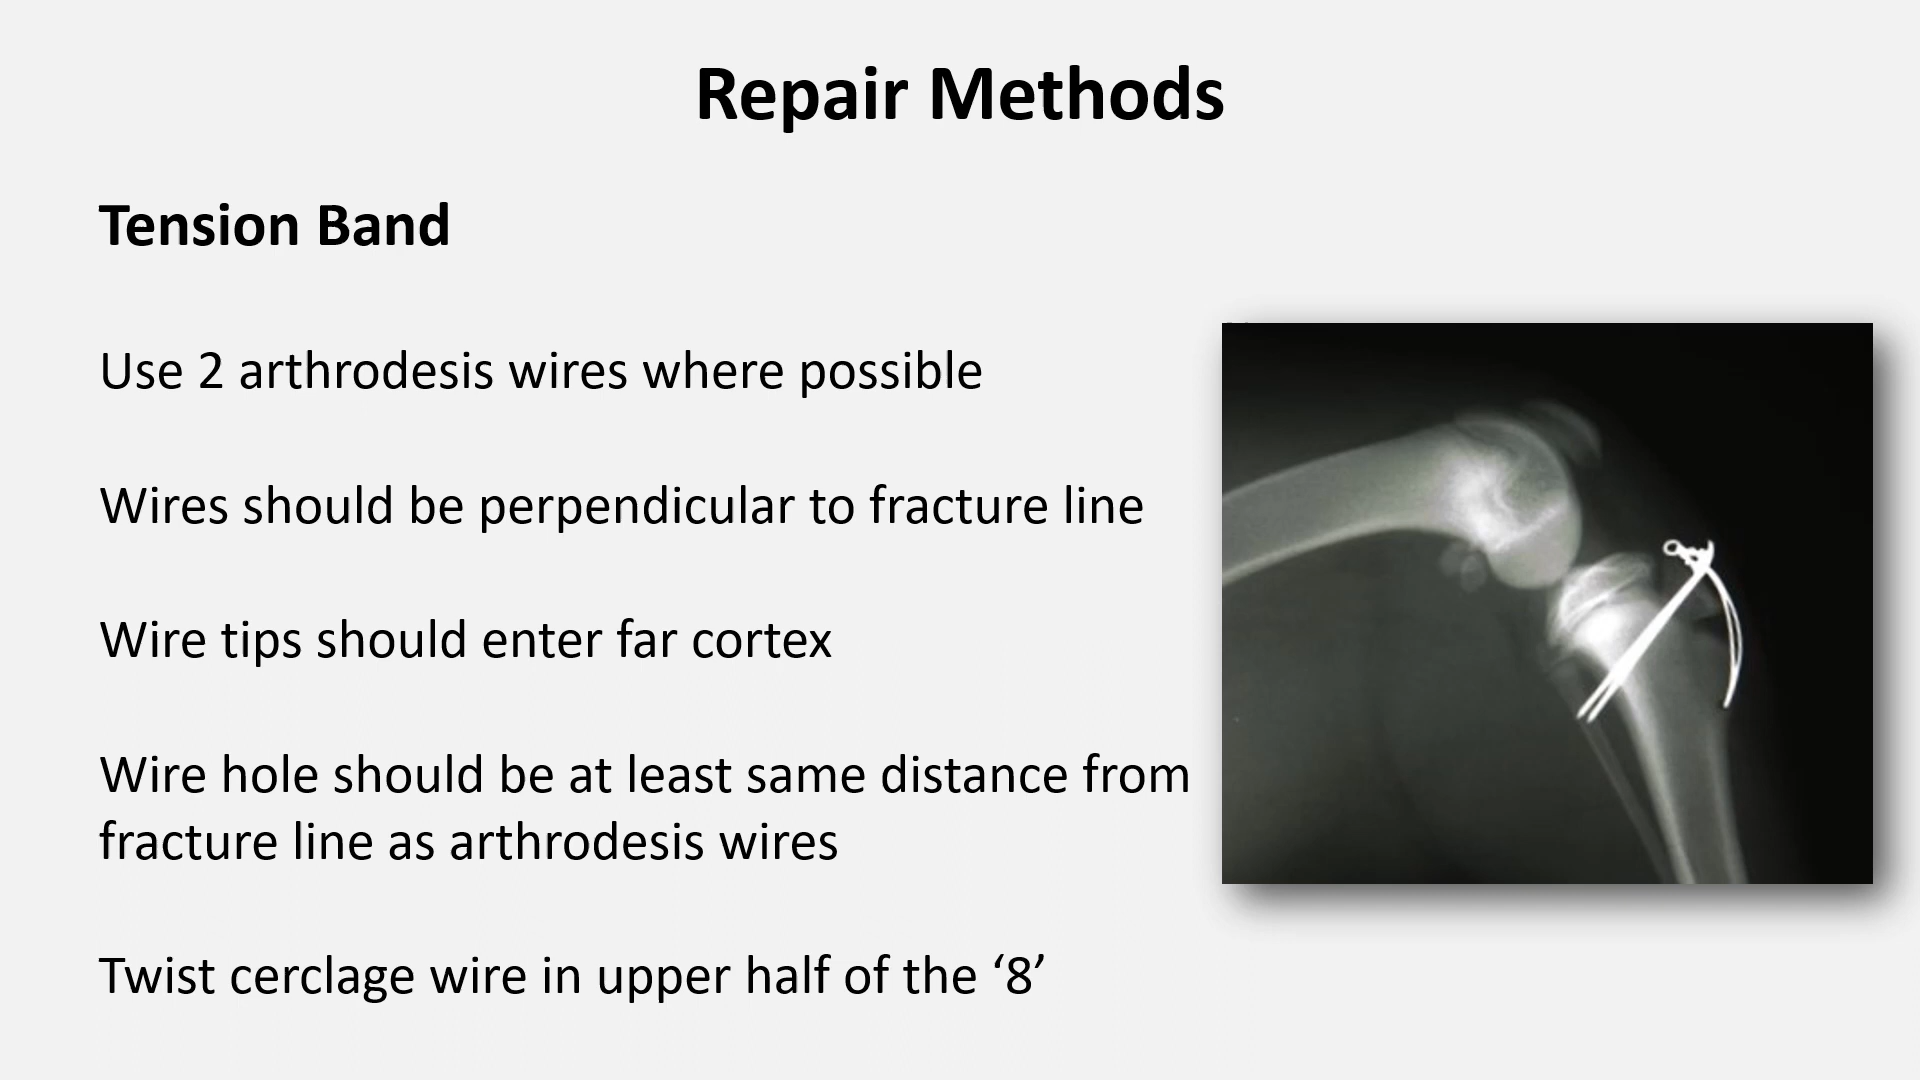 Repair Methods
Tension Band
Use 2 arthrodesis wires where possible
Wires should be perpendicular to fracture line
Wire tips should enter far cortex
Wire hole should be at least same distance from
fracture line as arthrodesis wires
Twist cerclage wire in upper half of the ‘8’